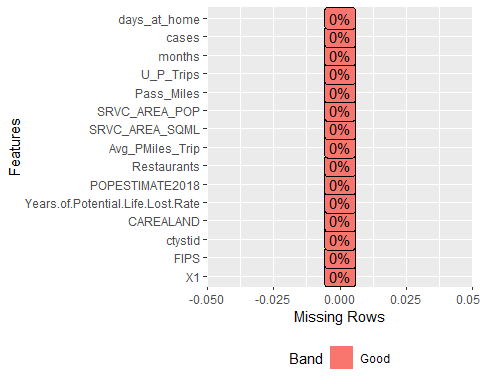 days_at_home 0%
cases 0%
months 0%
U_P_Trips 0%
Pass_Miles 0%
SRVC_AREA_POP 0%
SRVC_AREA_SQML 0%
Avg_PMiles_Trip 0%
Restaurants 0%
POPESTIMATE2018 0%
Years.of.Potential.Life.Lost.Rate 0%
CAREALAND 0%
ctystid 0%
FIPS 0%
X1 0%
Features
-0.050 -0.025 0.000 0.025 0.05
Missing Rows
Band Good